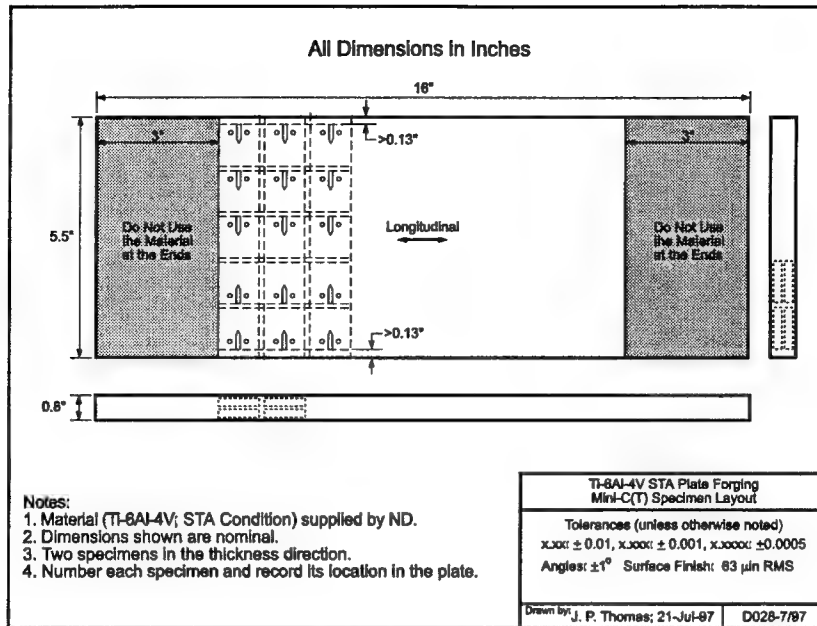 All Dimensions in Inches
16"
3"
>0.13"
3"
5.5"
Do Not Use
the Material
at the Ends
Longitudinal
Do Not Use
the Material
at the Ends
>0.13"
0.8"
Notes:
1. Material (Ti-6Al-4V; STA Condition) supplied by ND.
2. Dimensions shown are nominal.
3. Two specimens in the thickness direction.
4. Number each specimen and record its location in the plate.
Ti-6Al-4V STA Plate Forging
Mini-C(T) Specimen Layout
Tolerances (unless otherwise noted)
x.xx: ± 0.01, x.xxx: ± 0.001, x.xxxx: ±0.0005
Angles: ±1° Surface Finish: 63 µin RMS
Drawn by: J. P. Thomas; 21-Jul-97
D028-7/97